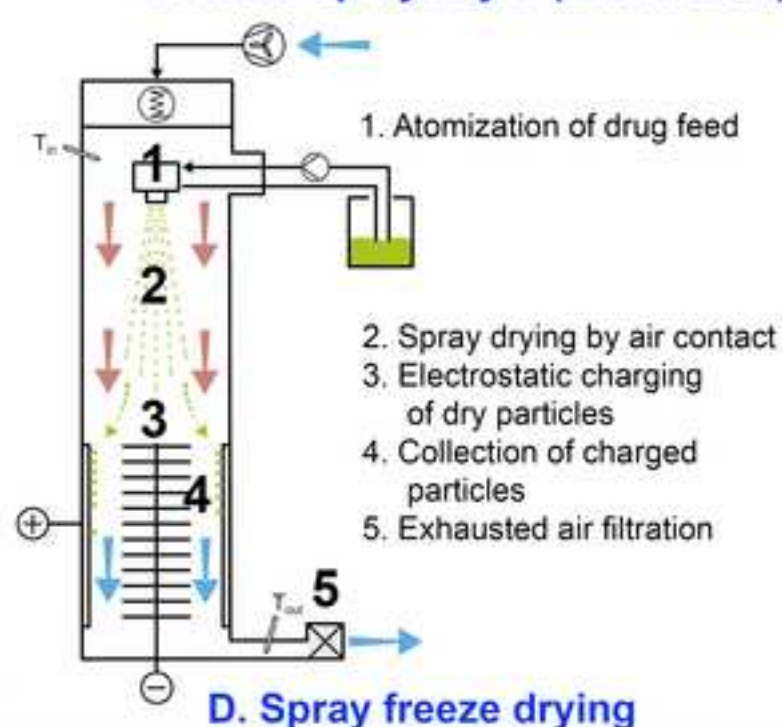 1. Atomization of drug feed
T_in
1
2
2. Spray drying by air contact
3. Electrostatic charging
of dry particles
3
4. Collection of charged
particles
4
5. Exhausted air filtration
+
T_out
5
−
D. Spray freeze drying